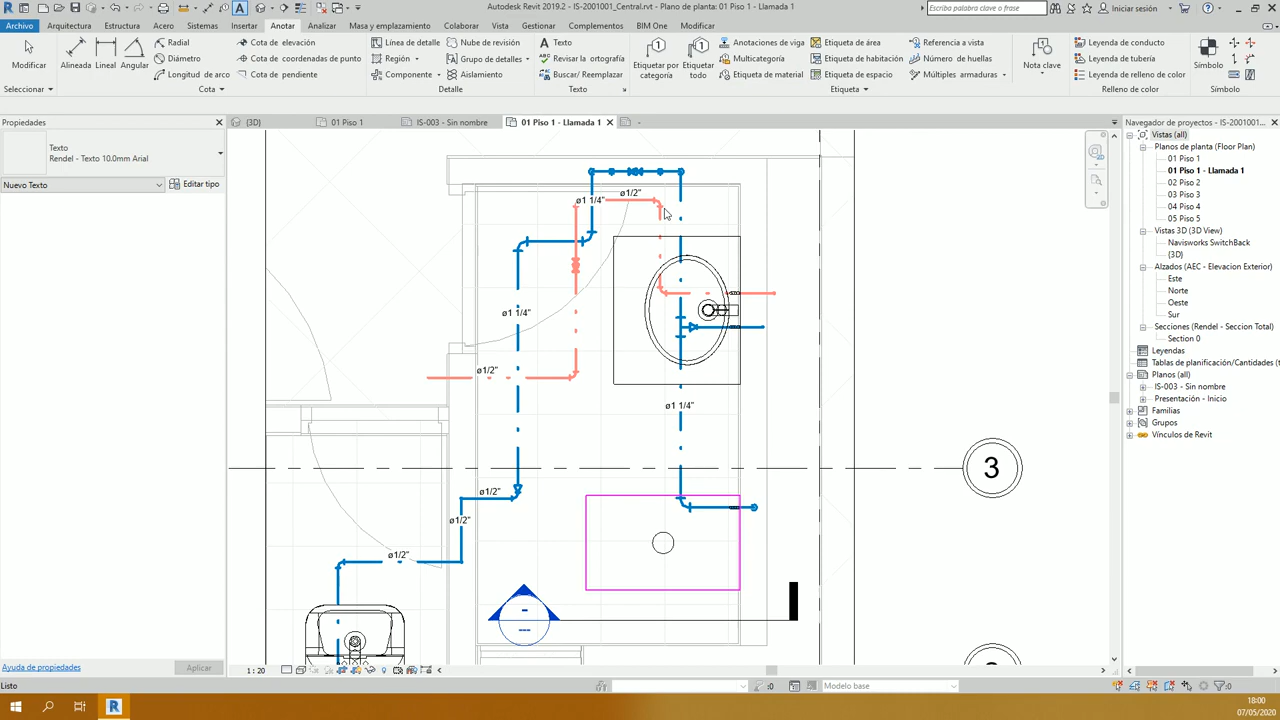 Autodesk Revit 2019.2 - IS-2001001_Central.rvt - Plano de planta: 01 Piso 1 - Llamada 1
Escriba palabra clave o frase
Iniciar sesión
Archivo Arquitectura Estructura Acero Sistemas Insertar Anotar Analizar Masa y emplazamiento Colaborar Vista Gestionar Complementos BIM One Modificar
Modificar
Alineada Lineal Angular
Radial
Diámetro
Longitud de arco
Cota de elevación
Cota de coordenadas de punto
Cota de pendiente
Línea de detalle
Región
Componente
Nube de revisión
Grupo de detalles
Aislamiento
Texto
Revisar la ortografía
Buscar/ Reemplazar
Etiqueta por categoría
Etiquetar todo
Anotaciones de viga
Multicategoría
Etiqueta de material
Etiqueta de área
Etiqueta de habitación
Etiqueta de espacio
Referencia a vista
Número de huellas
Múltiples armaduras
Nota clave
Leyenda de conducto
Leyenda de tubería
Leyenda de relleno de color
Símbolo
Seleccionar Cota Detalle Texto Etiqueta Relleno de color Símbolo
Propiedades
{3D}
01 Piso 1
IS-003 - Sin nombre
01 Piso 1 - Llamada 1
Navegador de proyectos - IS-2001001...
Texto
Rendel - Texto 10.0mm Arial
Nuevo Texto
Editar tipo
Vistas (all)
Planos de planta (Floor Plan)
01 Piso 1
01 Piso 1 - Llamada 1
02 Piso 2
03 Piso 3
04 Piso 4
05 Piso 5
Vistas 3D (3D View)
Navisworks SwitchBack
{3D}
Alzados (AEC - Elevacion Exterior)
Este
Norte
Oeste
Sur
Secciones (Rendel - Seccion Total)
Section 0
Leyendas
Tablas de planificación/Cantidades (t
Planos (all)
IS-003 - Sin nombre
Presentación - Inicio
Familias
Grupos
Vínculos de Revit
ø1/2"
ø1 1/4"
ø1 1/4"
ø1/2"
ø1 1/4"
3
ø1/2"
ø1/2"
ø1/2"
Ayuda de propiedades
Aplicar
1 : 20
Listo
:0
Modelo base
:0
18:00
07/05/2020